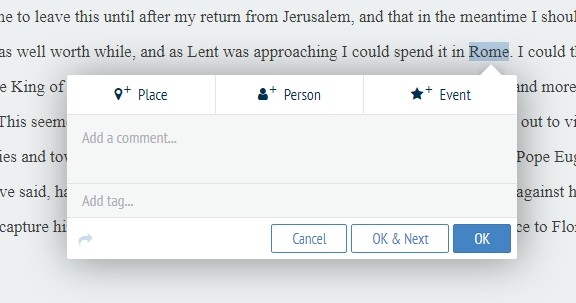 ne to leave this until after my return from Jerusalem, and that in the meantime I shoul
as well worth while, and as Lent was approaching I could spend it in Rome. I could t
e King of
and more
Place
Person
Event
This seem
out to vi
Add a comment...
ies and to
Pope Eug
ve said, ha
against h
Add tag...
capture hi
ce to Flor
Cancel
OK & Next
OK